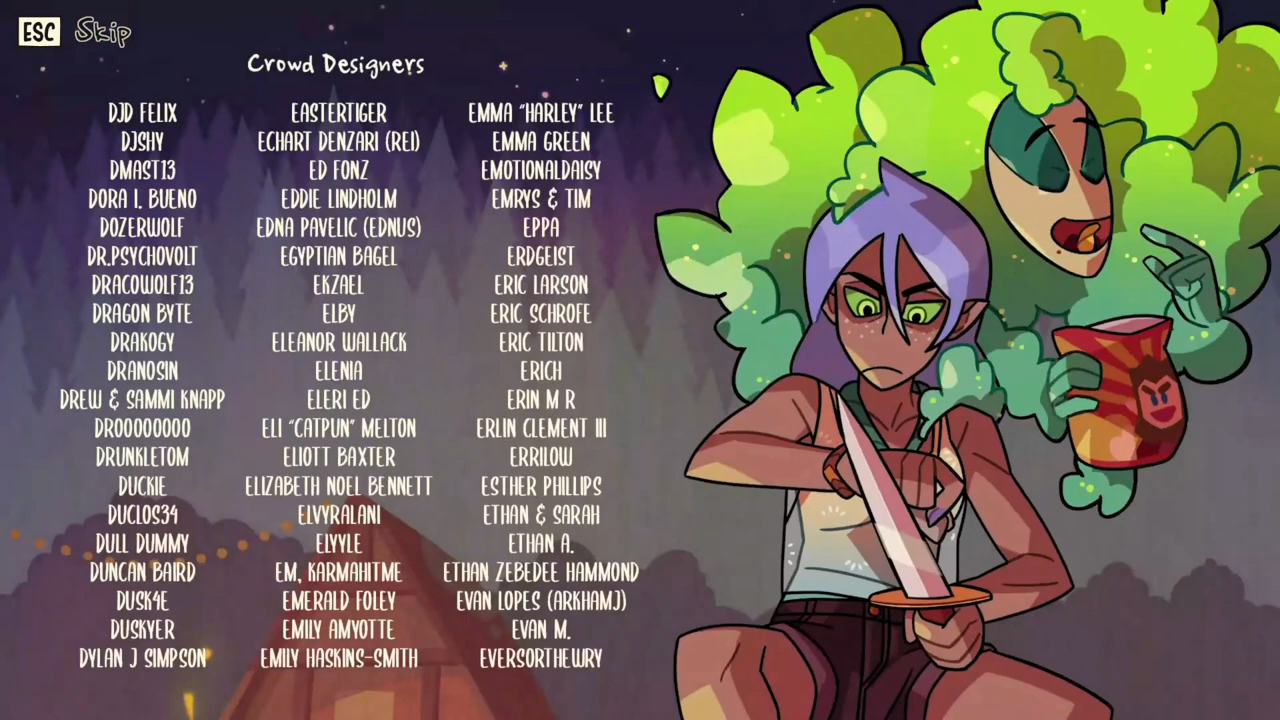 ESC Skip
Crowd Designers
DJD FELIX
DJSHY
DMAST13
DORA I. BUENO
DOZERWOLF
DR.PSYCHOVOLT
DRACOWOLF13
DRAGON BYTE
DRAKOGY
DRANOSIN
DREW & SAMMI KNAPP
DROOOOOOOO
DRUNKLETOM
DUCKIE
DUCLOS34
DULL DUMMY
DUNCAN BAIRD
DUSK4E
DUSKYER
DYLAN J SIMPSON
EASTERTIGER
ECHART DENZARI (REI)
ED FONZ
EDDIE LINDHOLM
EDNA PAVELIC (EDNUS)
EGYPTIAN BAGEL
EKZAEL
ELBY
ELEANOR WALLACK
ELENIA
ELERI ED
ELI "CATPUN" MELTON
ELIOTT BAXTER
ELIZABETH NOEL BENNETT
ELVYRALANI
ELYYLE
EM, KARMAHITME
EMERALD FOLEY
EMILY AMYOTTE
EMILY HASKINS-SMITH
EMMA "HARLEY" LEE
EMMA GREEN
EMOTIONALDAISY
EMRYS & TIM
EPPA
ERDGEIST
ERIC LARSON
ERIC SCHROFE
ERIC TILTON
ERICH
ERIN M R
ERLIN CLEMENT III
ERRILOW
ESTHER PHILLIPS
ETHAN & SARAH
ETHAN A.
ETHAN ZEBEDEE HAMMOND
EVAN LOPES (ARKHAMJ)
EVAN M.
EVERSORTHEWRY